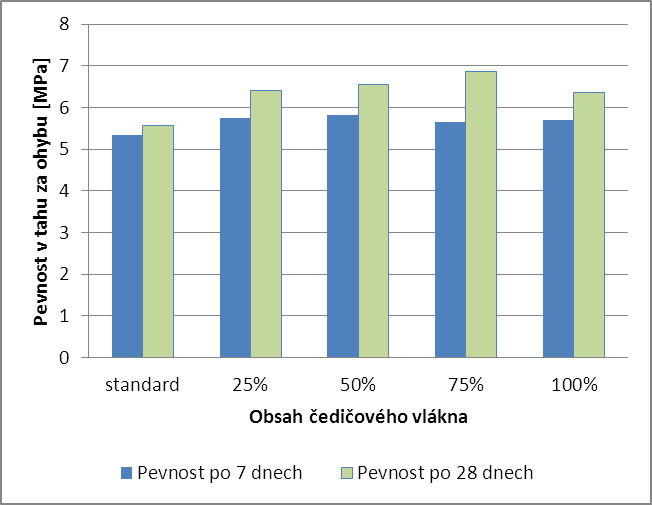 Pevnost v tahu za ohybu [MPa]
8
7
6
5
4
3
2
1
0
standard 25% 50% 75% 100%
Obsah čedičového vlákna
Pevnost po 7 dnech Pevnost po 28 dnech